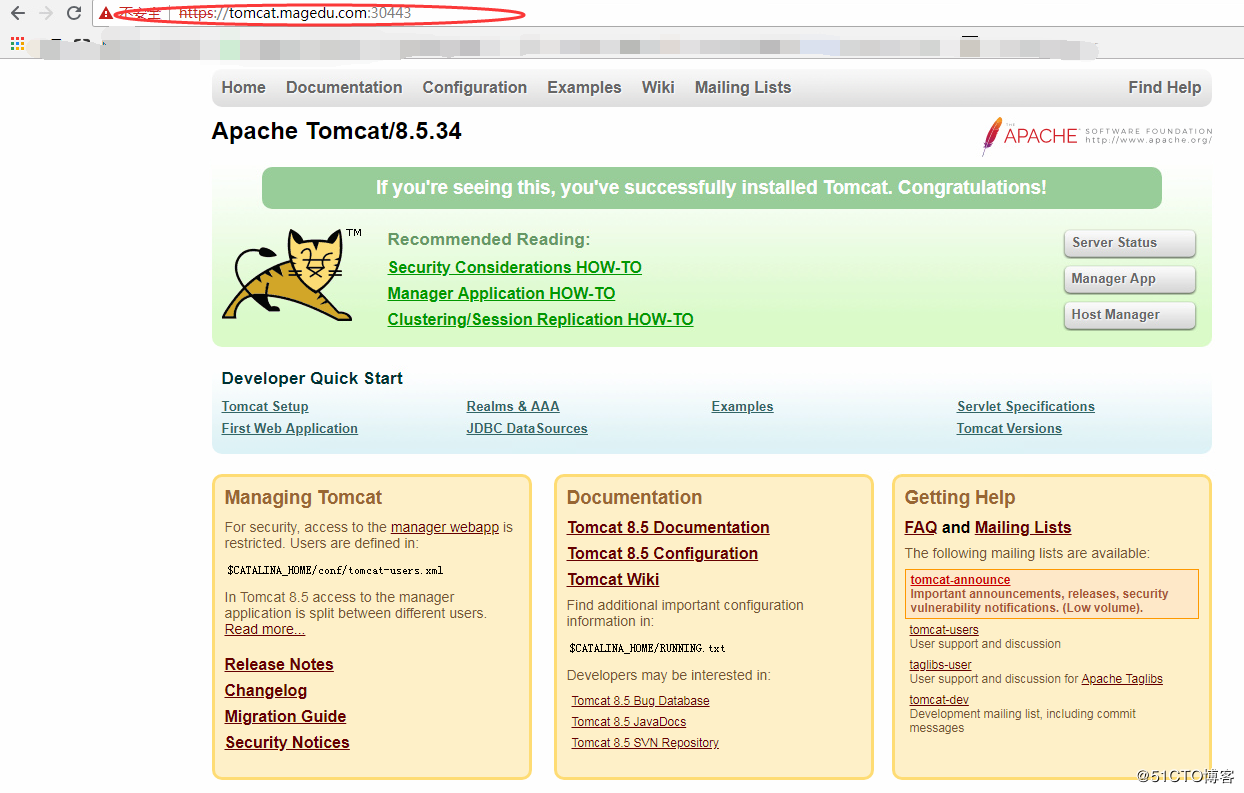 不安全 https://tomcat.magedu.com:30443
Home Documentation Configuration Examples Wiki Mailing Lists Find Help
Apache Tomcat/8.5.34
THE APACHE SOFTWARE FOUNDATION
http://www.apache.org/
If you're seeing this, you've successfully installed Tomcat. Congratulations!
TM
Recommended Reading:
Security Considerations HOW-TO
Manager Application HOW-TO
Clustering/Session Replication HOW-TO
Server Status
Manager App
Host Manager
Developer Quick Start
Tomcat Setup
First Web Application
Realms & AAA
JDBC DataSources
Examples
Servlet Specifications
Tomcat Versions
Managing Tomcat
For security, access to the manager webapp is
restricted. Users are defined in:
$CATALINA_HOME/conf/tomcat-users.xml
In Tomcat 8.5 access to the manager
application is split between different users.
Read more...
Release Notes
Changelog
Migration Guide
Security Notices
Documentation
Tomcat 8.5 Documentation
Tomcat 8.5 Configuration
Tomcat Wiki
Find additional important configuration
information in:
$CATALINA_HOME/RUNNING.txt
Developers may be interested in:
Tomcat 8.5 Bug Database
Tomcat 8.5 JavaDocs
Tomcat 8.5 SVN Repository
Getting Help
FAQ and Mailing Lists
The following mailing lists are available:
tomcat-announce
Important announcements, releases, security
vulnerability notifications. (Low volume).
tomcat-users
User support and discussion
taglibs-user
User support and discussion for Apache Taglibs
tomcat-dev
Development mailing list, including commit
messages
@51CTO博客